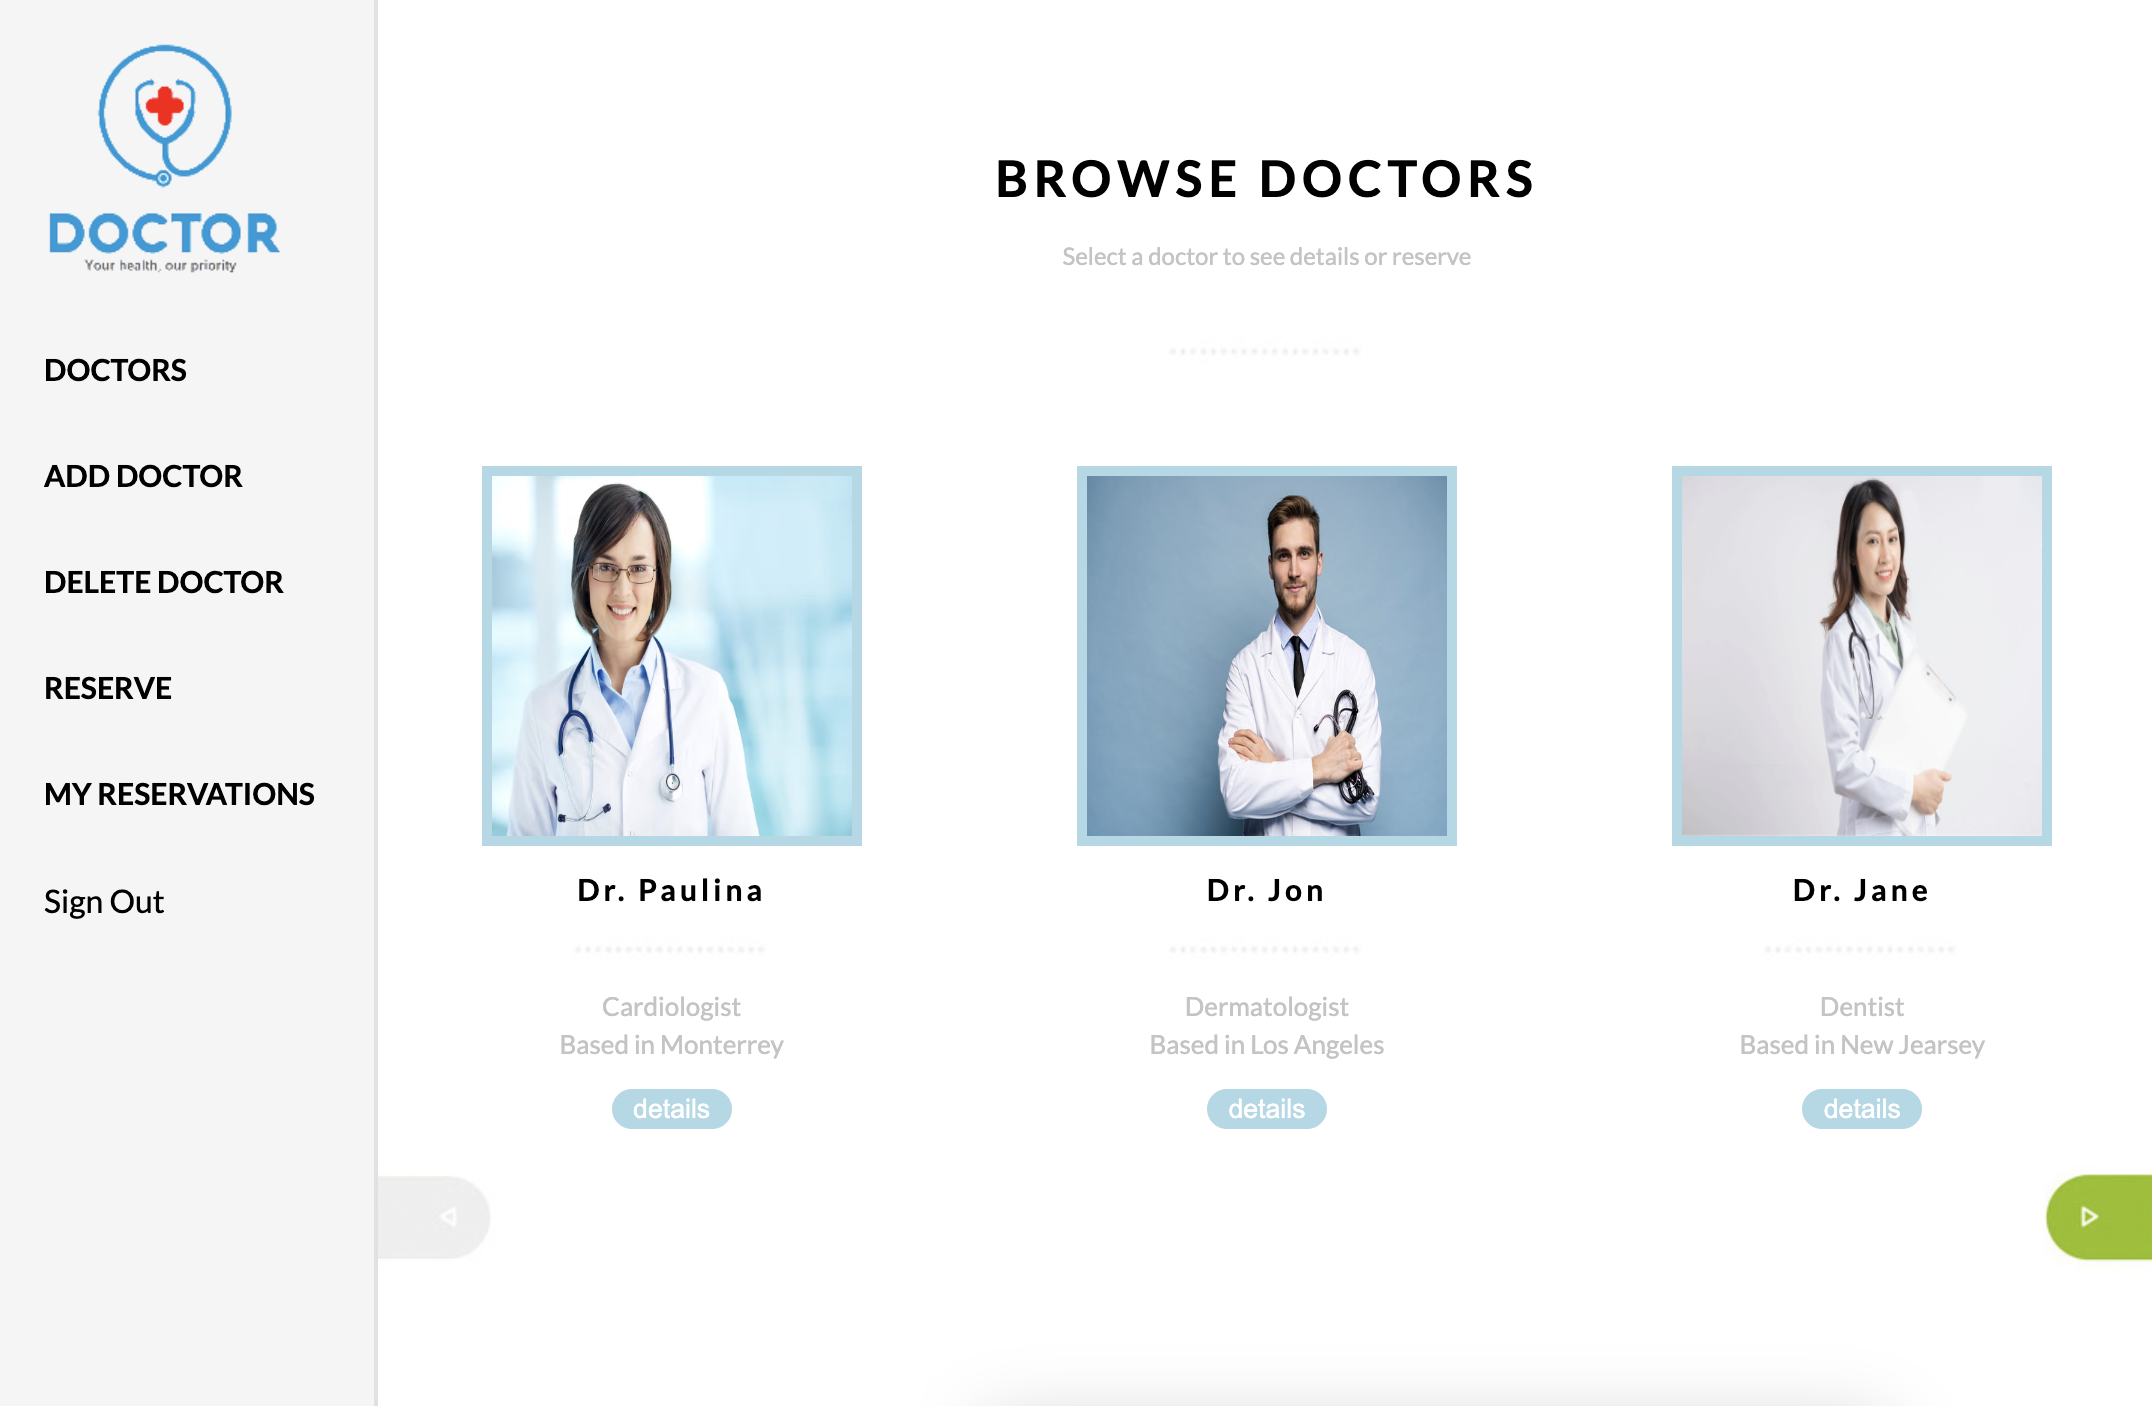 DOCTOR
Your health, our priority
DOCTORS
ADD DOCTOR
DELETE DOCTOR
RESERVE
MY RESERVATIONS
Sign Out
BROWSE DOCTORS
Select a doctor to see details or reserve
Dr. Paulina
Cardiologist
Based in Monterrey
details
Dr. Jon
Dermatologist
Based in Los Angeles
details
Dr. Jane
Dentist
Based in New Jearsey
details